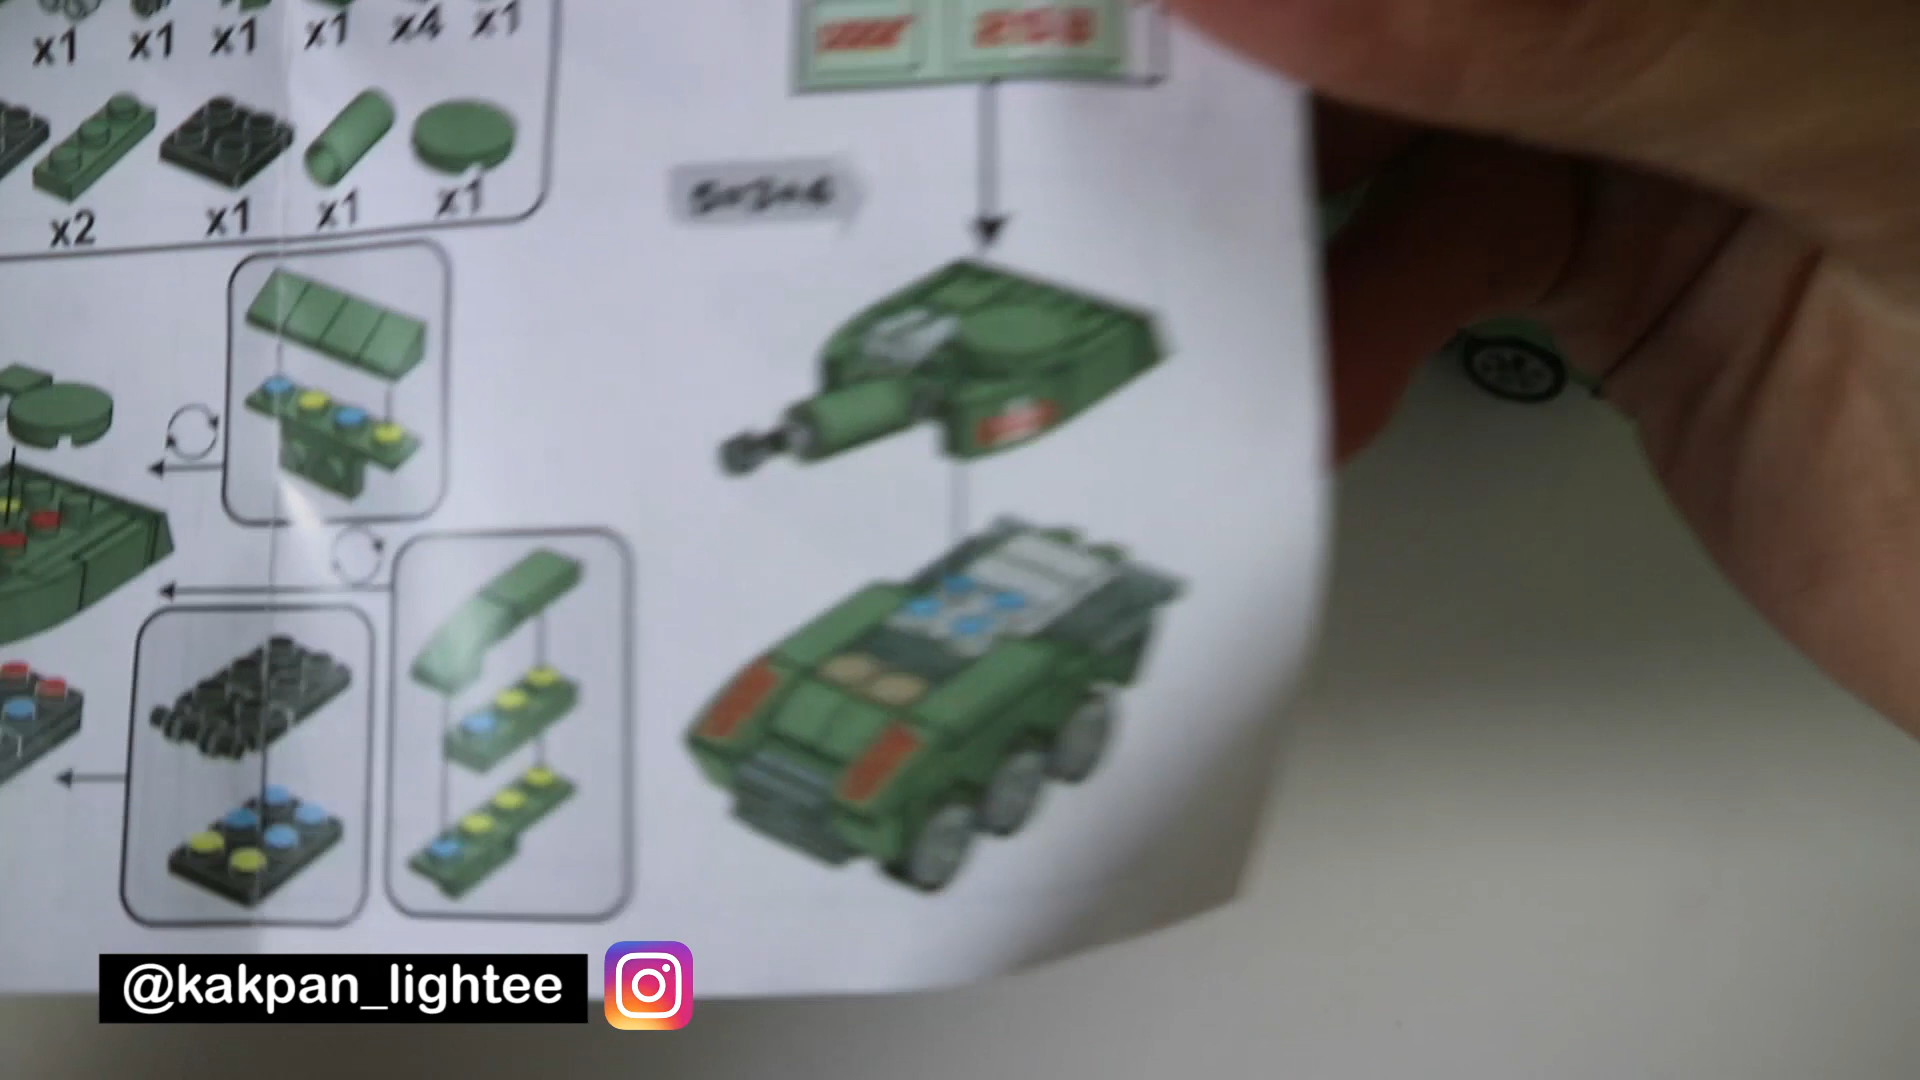 x1 x1 x1 x1 x4 x1
x2 x1 x1 x1
@kakpan_lightee